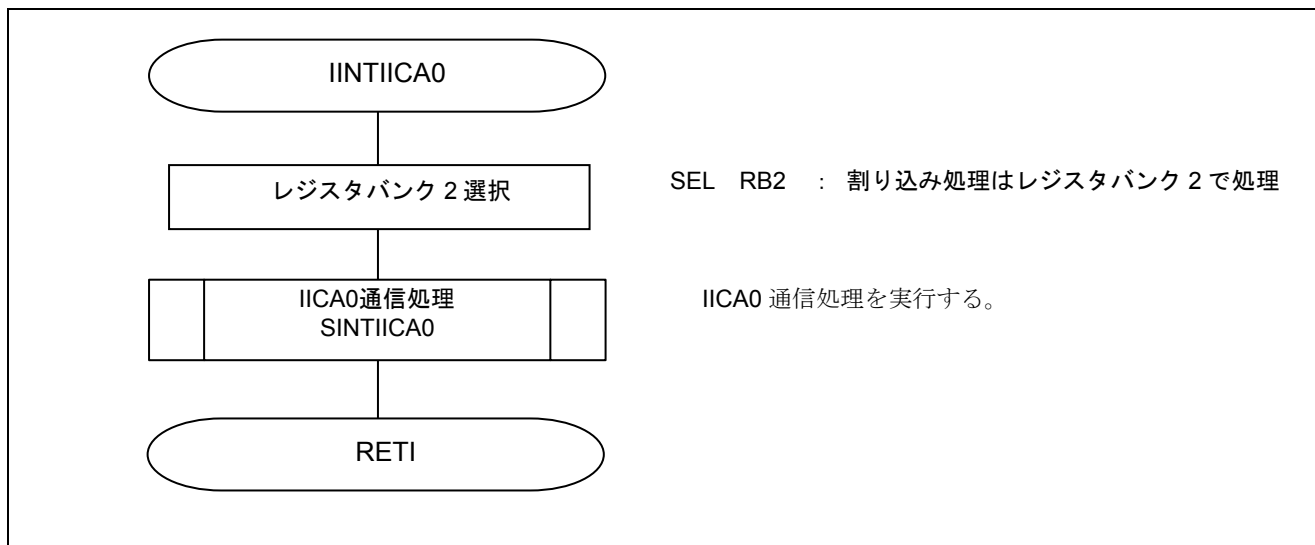 IINTIICA0
レジスタバンク 2 選択
SEL RB2 : 割り込み処理はレジスタバンク 2 で処理
IICA0通信処理
SINTIICA0
IICA0 通信処理を実行する。
RETI